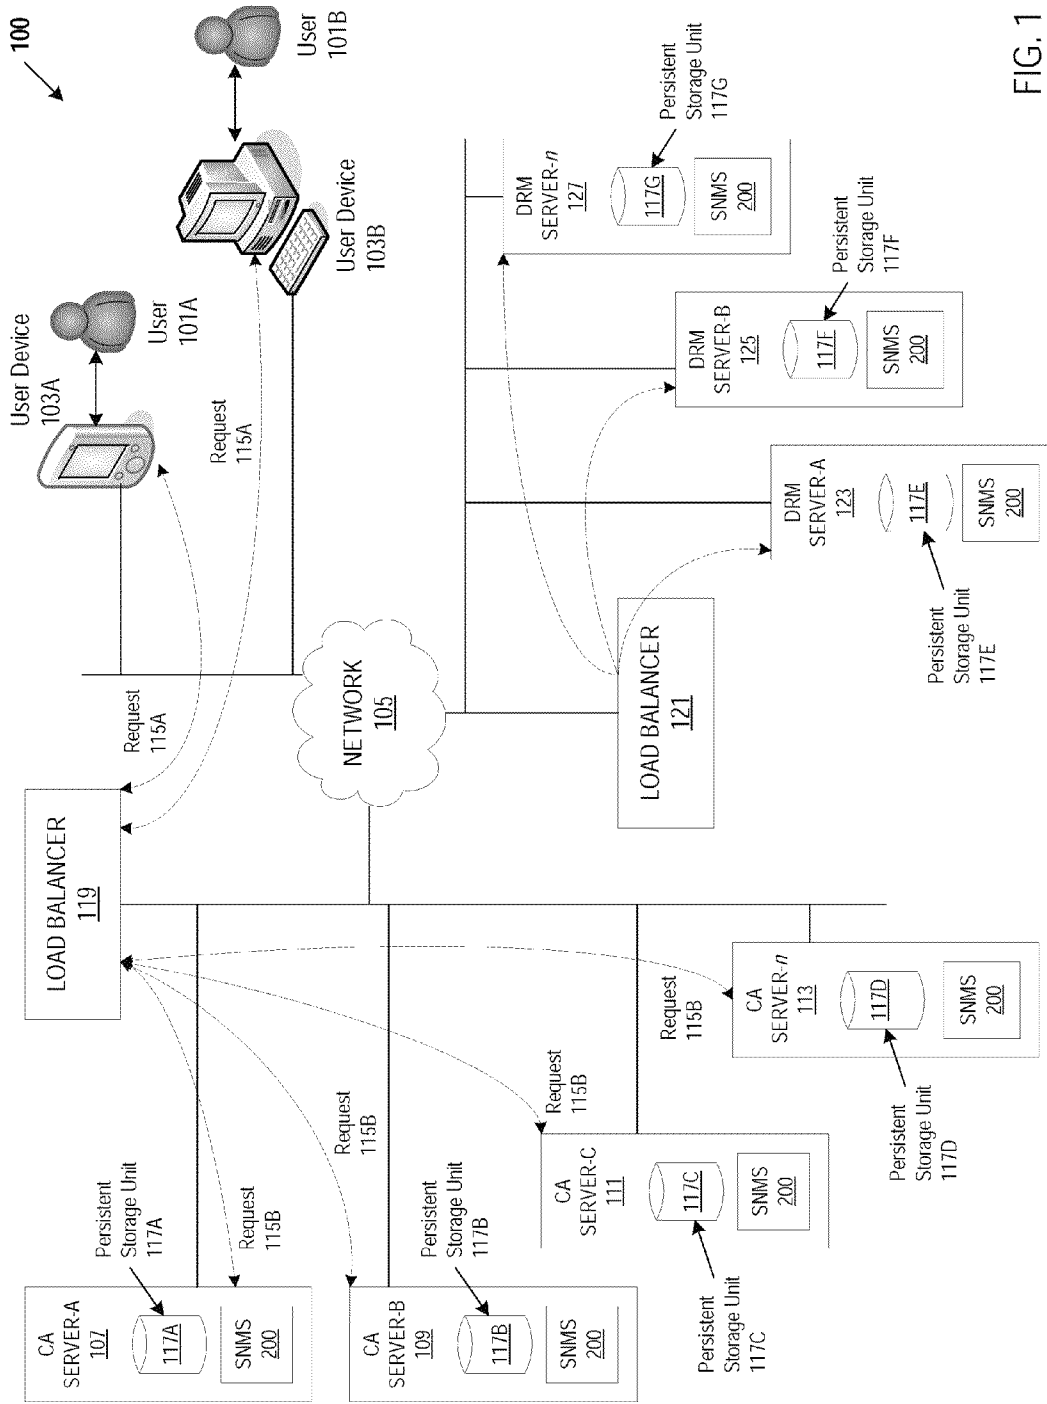 100
User Device
103A
User
101A
User
101B
User Device
103B
Request
115A
Request
115A
LOAD BALANCER
119
NETWORK
105
LOAD BALANCER
121
CA
SERVER-A
107
117A
SNMS
200
Persistent
Storage Unit
117A
Request
115B
CA
SERVER-B
109
117B
SNMS
200
Persistent
Storage Unit
117B
Request
115B
CA
SERVER-C
111
117C
SNMS
200
Persistent
Storage Unit
117C
Request
115B
CA
SERVER-n
113
117D
SNMS
200
Persistent
Storage Unit
117D
Request
115B
DRM
SERVER-A
123
117E
SNMS
200
Persistent
Storage Unit
117E
DRM
SERVER-B
125
117F
SNMS
200
Persistent
Storage Unit
117F
DRM
SERVER-n
127
117G
SNMS
200
Persistent
Storage Unit
117G
FIG. 1